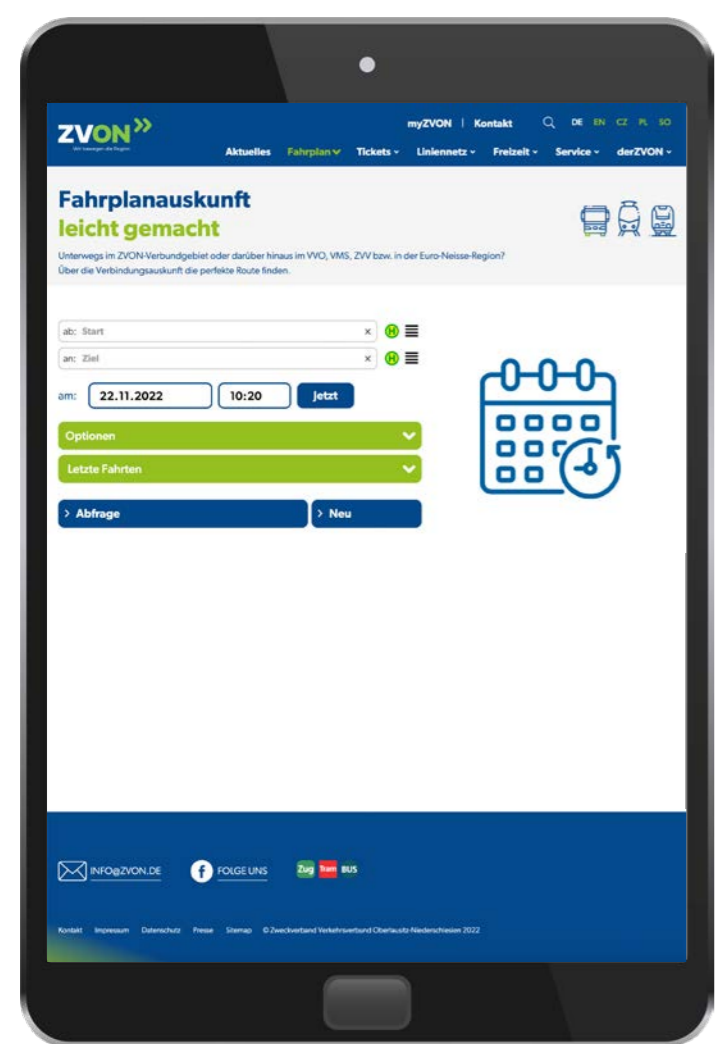 ZVON
Wir bewegen die Region
myZVON | Kontakt DE EN CZ PL SO
Aktuelles Fahrplan Tickets Liniennetz Freizeit Service derZVON
Fahrplanauskunft
leicht gemacht
Unterwegs im ZVON-Verbundgebiet oder darüber hinaus im VVO, VMS, ZVV bzw. in der Euro-Neisse-Region?
Über die Verbindungsauskunft die perfekte Route finden.
ab: Start x H
an: Ziel x H
am: 22.11.2022 10:20 Jetzt
Optionen
Letzte Fahrten
> Abfrage > Neu
INFO@ZVON.DE f FOLGE UNS Zug Tram BUS
Kontakt Impressum Datenschutz Presse Sitemap © Zweckverband Verkehrsverbund Oberlausitz-Niederschlesien 2022